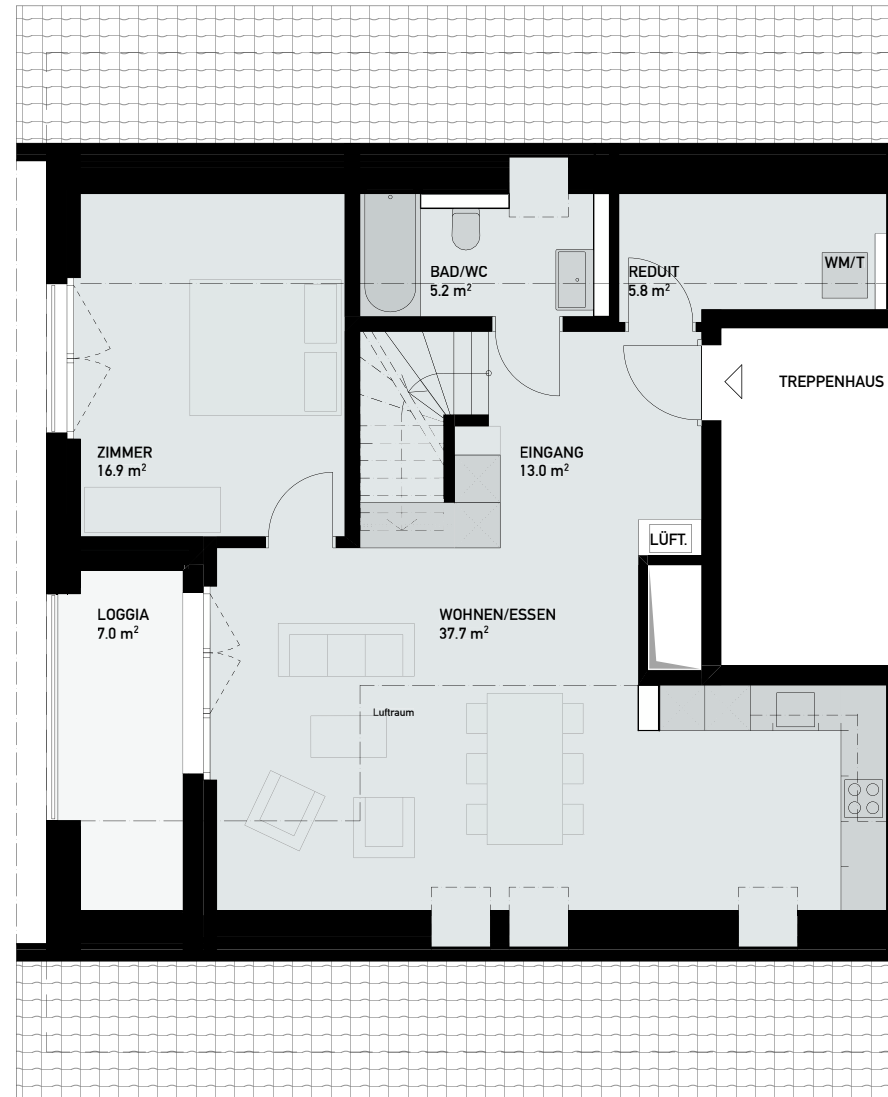 BAD/WC
5.2 m²
REDUIT
5.8 m²
WM/T
TREPPENHAUS
ZIMMER
16.9 m²
EINGANG
13.0 m²
LÜFT.
LOGGIA
7.0 m²
WOHNEN/ESSEN
37.7 m²
Luftraum